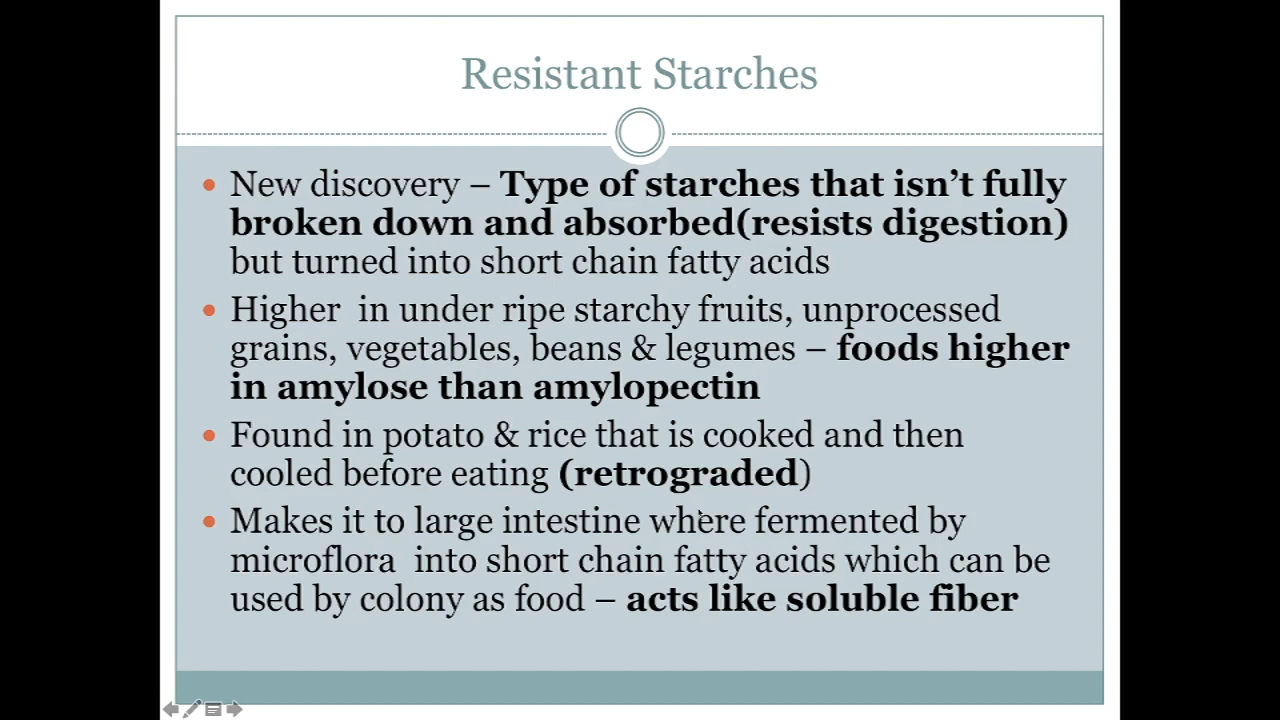 Resistant Starches
• New discovery – Type of starches that isn't fully
broken down and absorbed(resists digestion)
but turned into short chain fatty acids
• Higher  in under ripe starchy fruits, unprocessed
grains, vegetables, beans & legumes – foods higher
in amylose than amylopectin
• Found in potato & rice that is cooked and then
cooled before eating (retrograded)
• Makes it to large intestine where fermented by
microflora  into short chain fatty acids which can be
used by colony as food – acts like soluble fiber